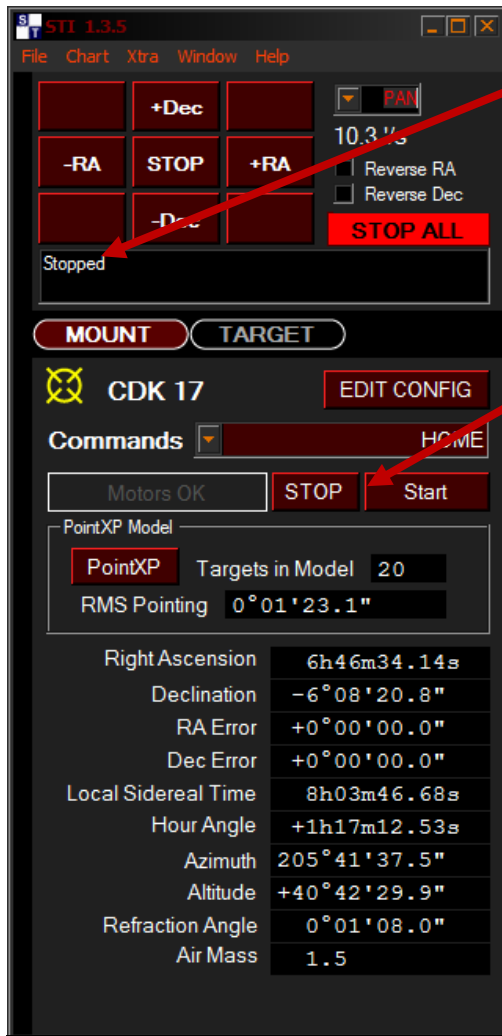 S T STI 1.3.5
File Chart Xtra Window Help
+Dec PAN
10.3 '/S
-RA STOP +RA Reverse RA
Reverse Dec
-Dec STOP ALL
Stopped
MOUNT TARGET
CDK 17 EDIT CONFIG
Commands HOME
Motors OK STOP Start
PointXP Model
PointXP Targets in Model 20
RMS Pointing 0°01'23.1"
Right Ascension 6h46m34.14s
Declination -6°08'20.8"
RA Error +0°00'00.0"
Dec Error +0°00'00.0"
Local Sidereal Time 8h03m46.68s
Hour Angle +1h17m12.53s
Azimuth 205°41'37.5"
Altitude +40°42'29.9"
Refraction Angle 0°01'08.0"
Air Mass 1.5